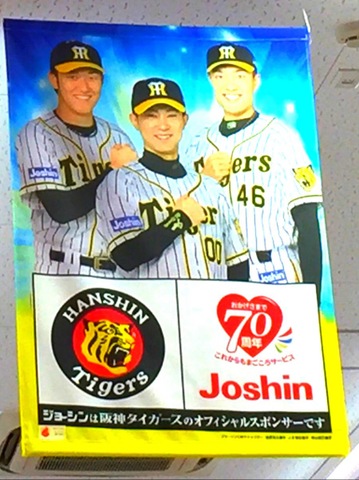 Joshin
Tigers
Tigers
Tigers
46
Joshin
00
Joshin
HANSHIN
Tigers
おかげさまで
70
周年
これからもまごころサービス
Joshin
ジョーシンは阪神タイガースのオフィシャルスポンサーです